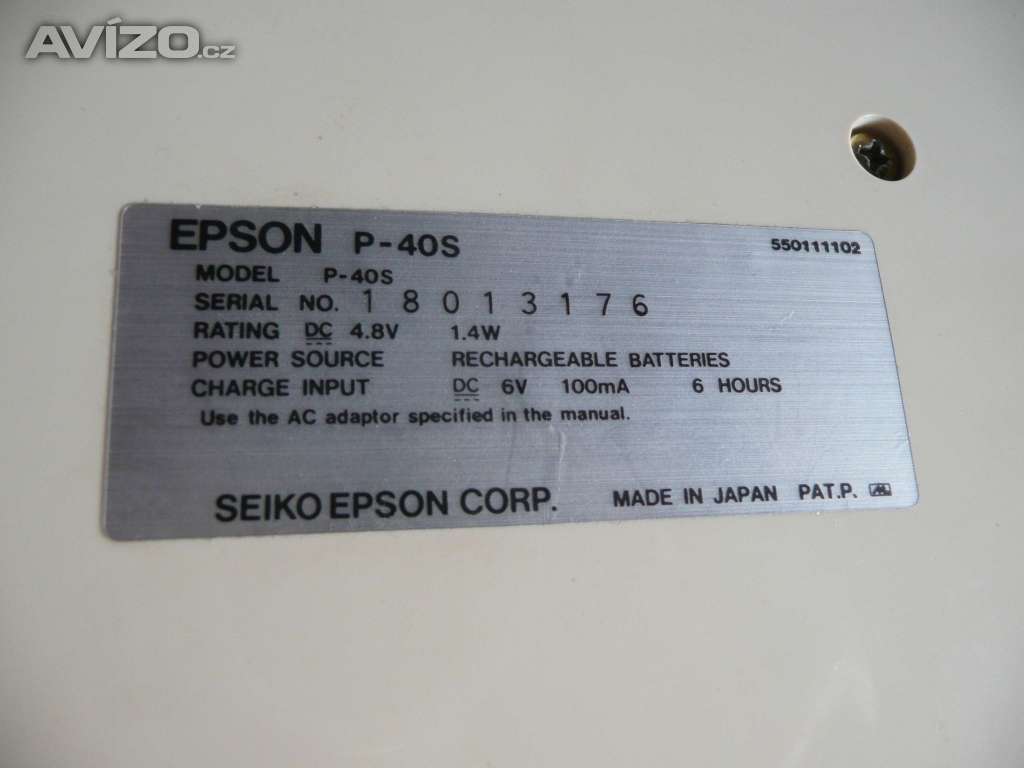 AVÍZO.cz
EPSON P-40S 550111102
MODEL P-40S
SERIAL NO. 18013176
RATING DC 4.8V 1.4W
POWER SOURCE RECHARGEABLE BATTERIES
CHARGE INPUT DC 6V 100mA 6 HOURS
Use the AC adaptor specified in the manual.
SEIKO EPSON CORP. MADE IN JAPAN PAT.P.